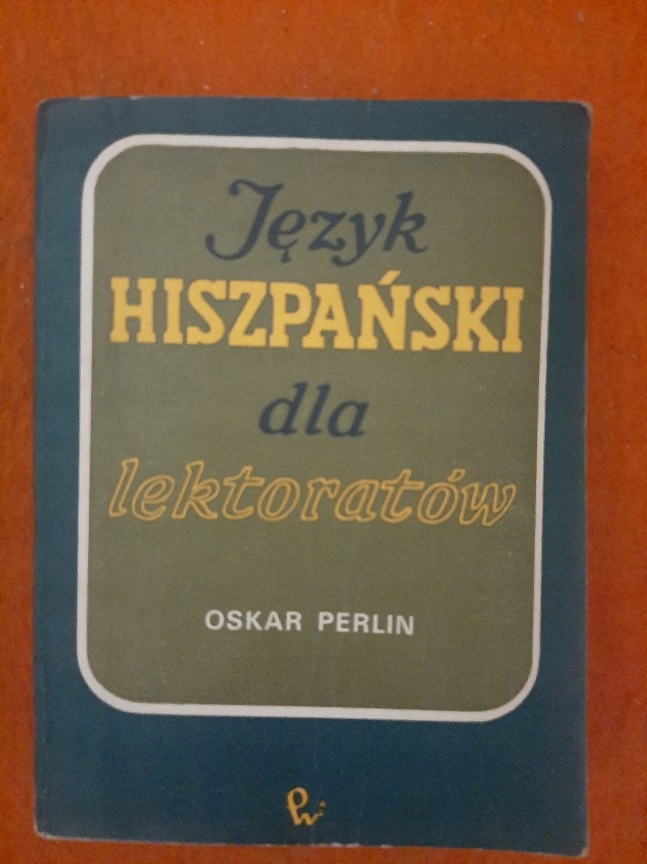 Język
HISZPAŃSKI
dla
lektoratów
OSKAR PERLIN